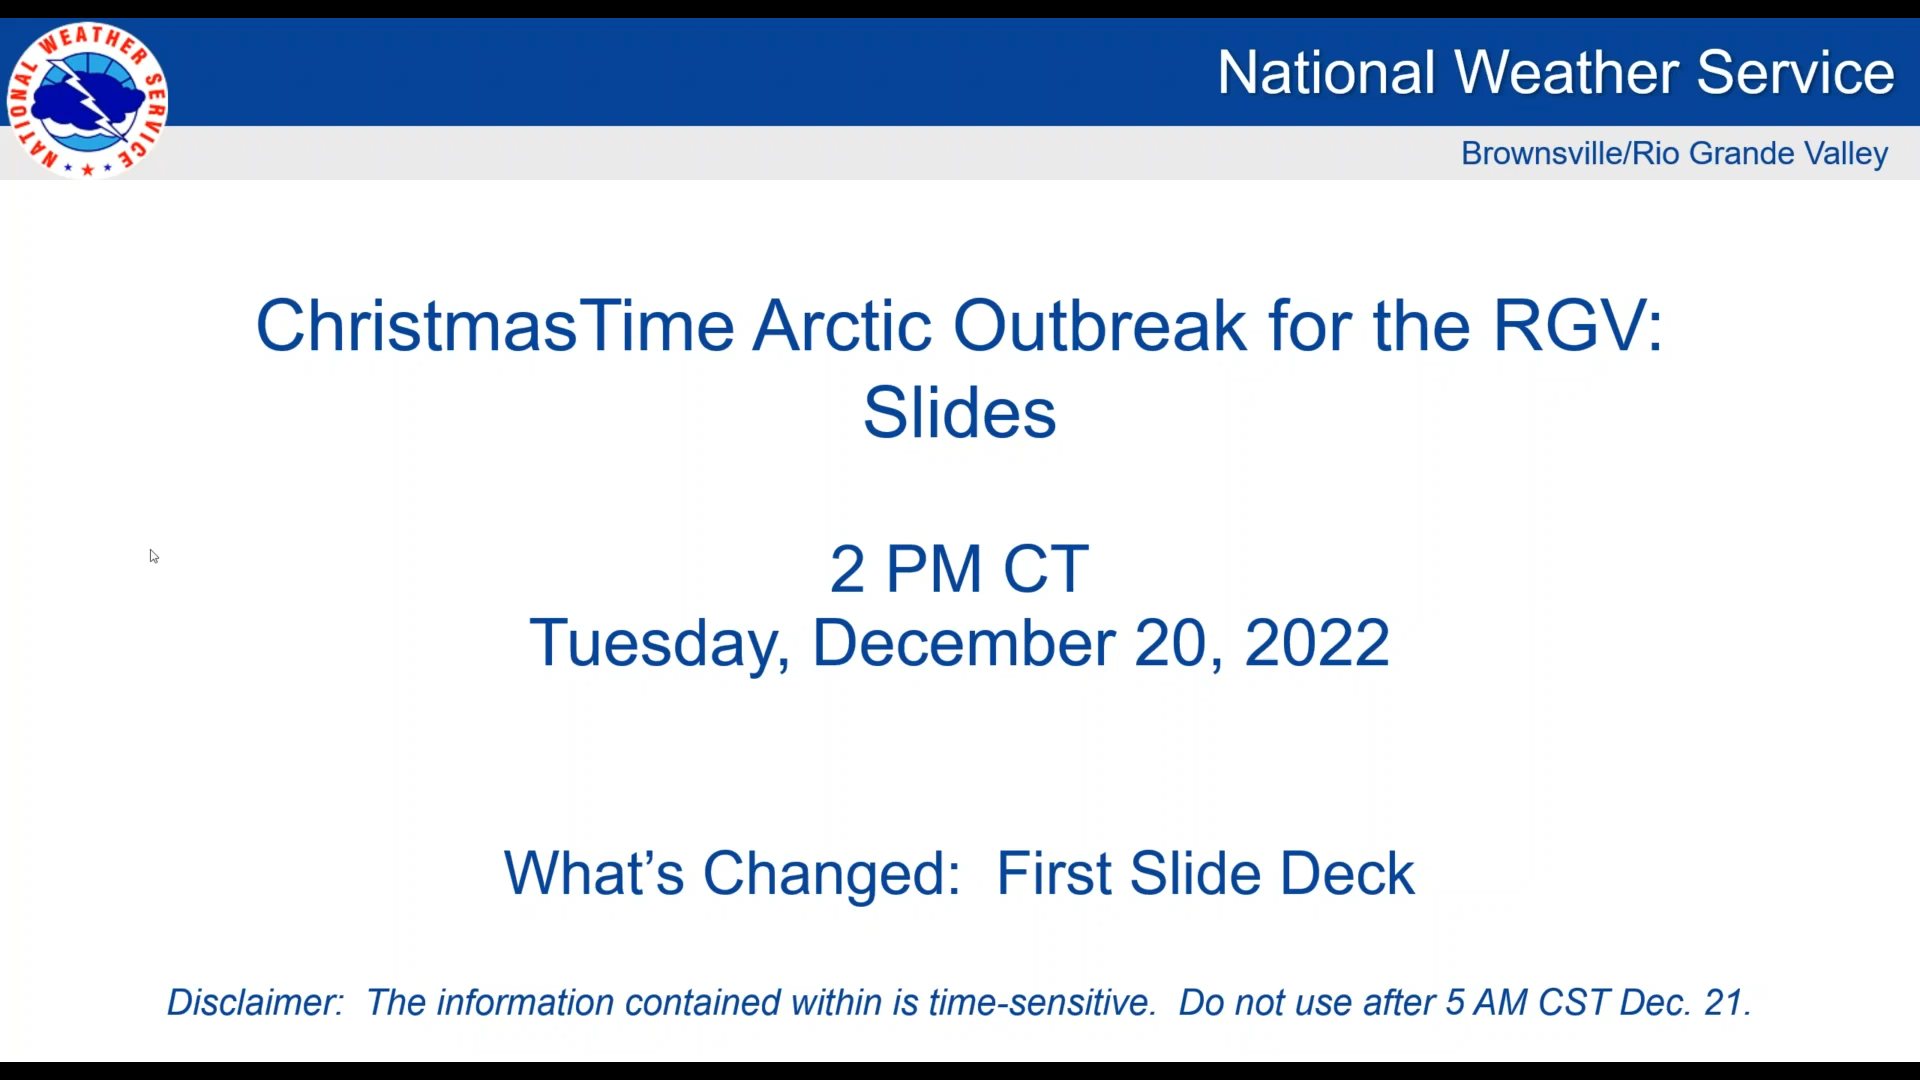 NATIONAL WEATHER SERVICE
National Weather Service
Brownsville/Rio Grande Valley
ChristmasTime Arctic Outbreak for the RGV:
Slides
2 PM CT
Tuesday, December 20, 2022
What’s Changed:  First Slide Deck
Disclaimer:  The information contained within is time-sensitive.  Do not use after 5 AM CST Dec. 21.